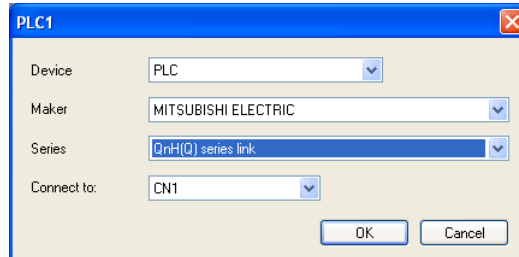 PLC1
Device PLC
Maker MITSUBISHI ELECTRIC
Series QnH(Q) series link
Connect to: CN1
OK Cancel